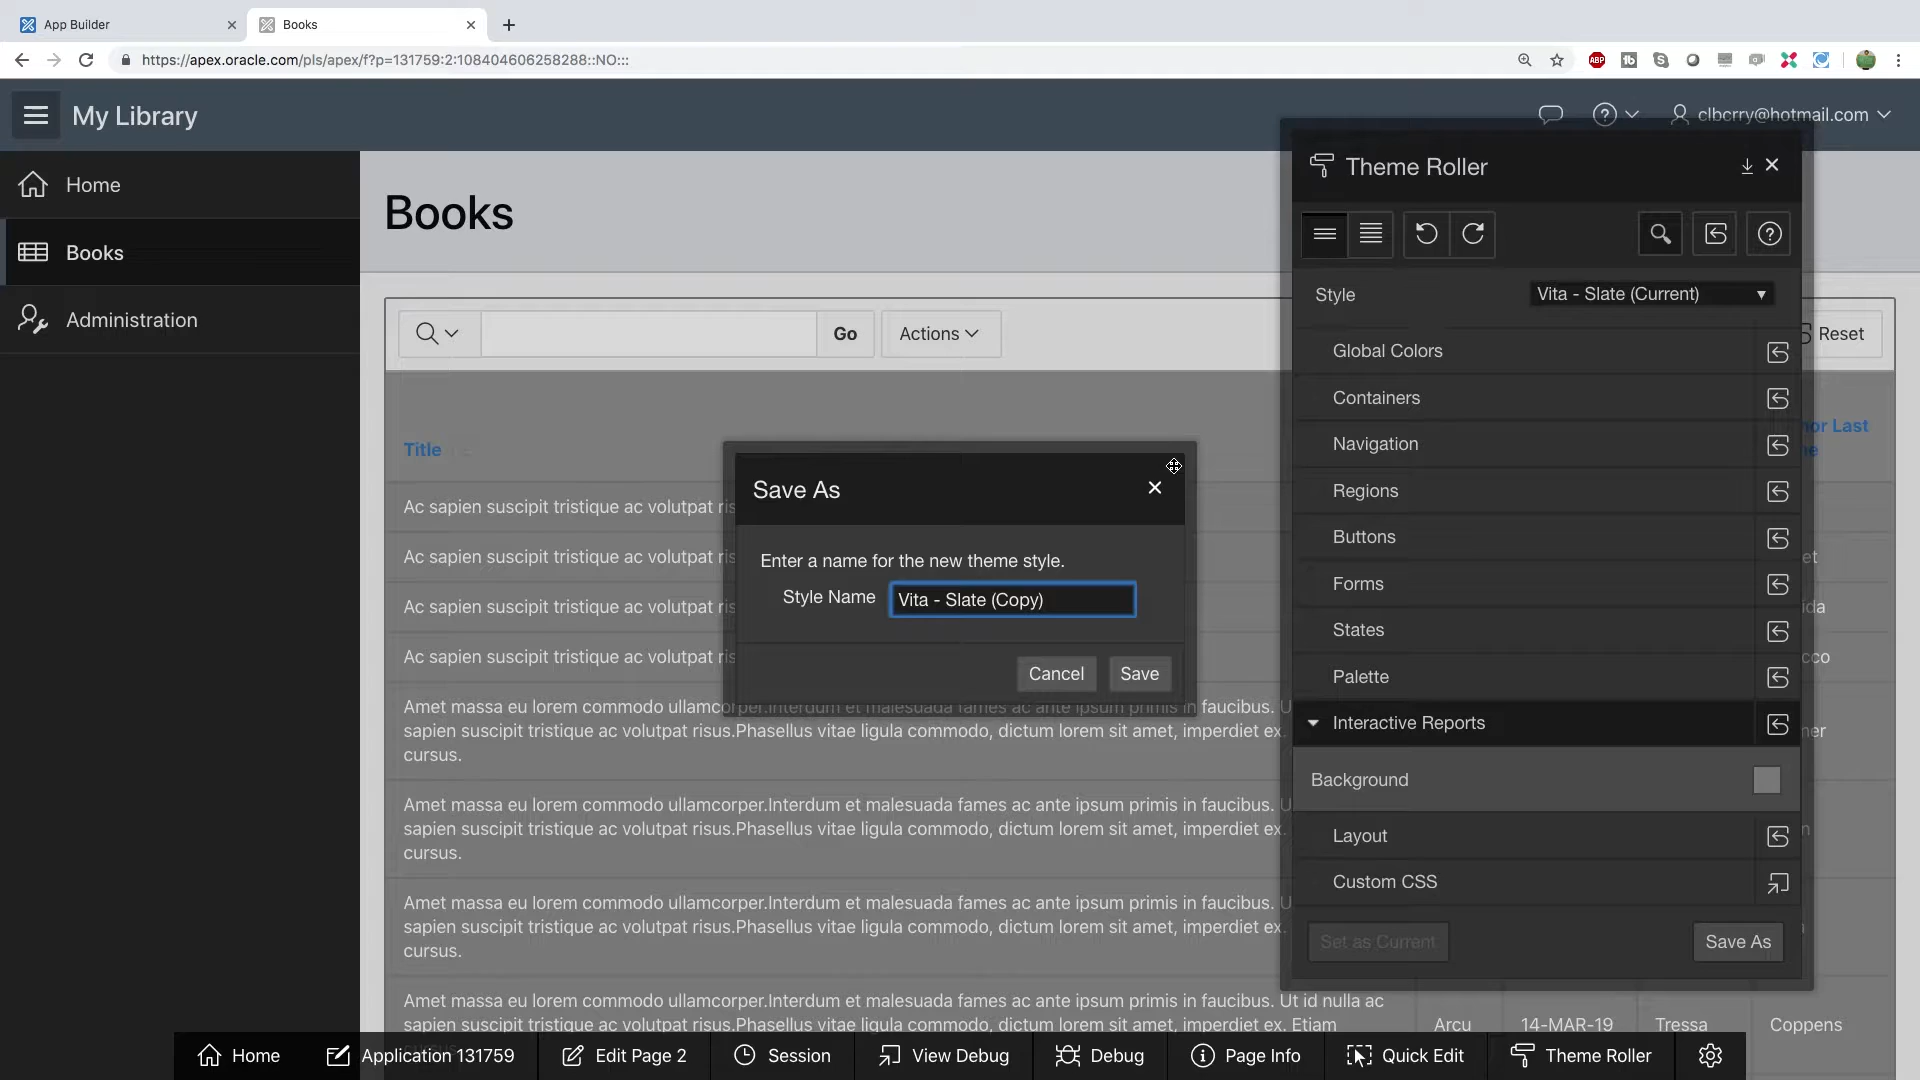 App Builder
Books
https://apex.oracle.com/pls/apex/f?p=131759:2:108404606258288::NO:::
ABP
My Library
clbcrry@hotmail.com
Home
Books
Administration
Books
Go
Actions
Reset
Title
Ac sapien suscipit tristique ac volutpat
Ac sapien suscipit tristique ac volutpat
Ac sapien suscipit tristique ac volutpat
Ac sapien suscipit tristique ac volutpat
Amet massa eu lorem commodo ullamcorper.Interdum et malesuada fames ac ante ipsum primis in faucibus.
sapien suscipit tristique ac volutpat risus.Phasellus vitae ligula commodo, dictum lorem sit amet, imperdiet ex.
cursus.
Amet massa eu lorem commodo ullamcorper.Interdum et malesuada fames ac ante ipsum primis in faucibus.
sapien suscipit tristique ac volutpat risus.Phasellus vitae ligula commodo, dictum lorem sit amet, imperdiet ex.
cursus.
Amet massa eu lorem commodo ullamcorper.Interdum et malesuada fames ac ante ipsum primis in faucibus.
sapien suscipit tristique ac volutpat risus.Phasellus vitae ligula commodo, dictum lorem sit amet, imperdiet ex.
cursus.
Amet massa eu lorem commodo ullamcorper.Interdum et malesuada fames ac ante ipsum primis in faucibus. Ut id nulla ac
sapien suscipit tristique ac volutpat risus.Phasellus vitae ligula commodo, dictum lorem sit amet, imperdiet ex. Etiam
Arcu
14-MAR-19
Tressa
Coppens
Save As
Enter a name for the new theme style.
Style Name
Vita - Slate (Copy)
Cancel
Save
Theme Roller
Style
Vita - Slate (Current)
Global Colors
Containers
Navigation
Regions
Buttons
Forms
States
Palette
Interactive Reports
Background
Layout
Custom CSS
Set as Current
Save As
Last
Home
Application 131759
Edit Page 2
Session
View Debug
Debug
Page Info
Quick Edit
Theme Roller